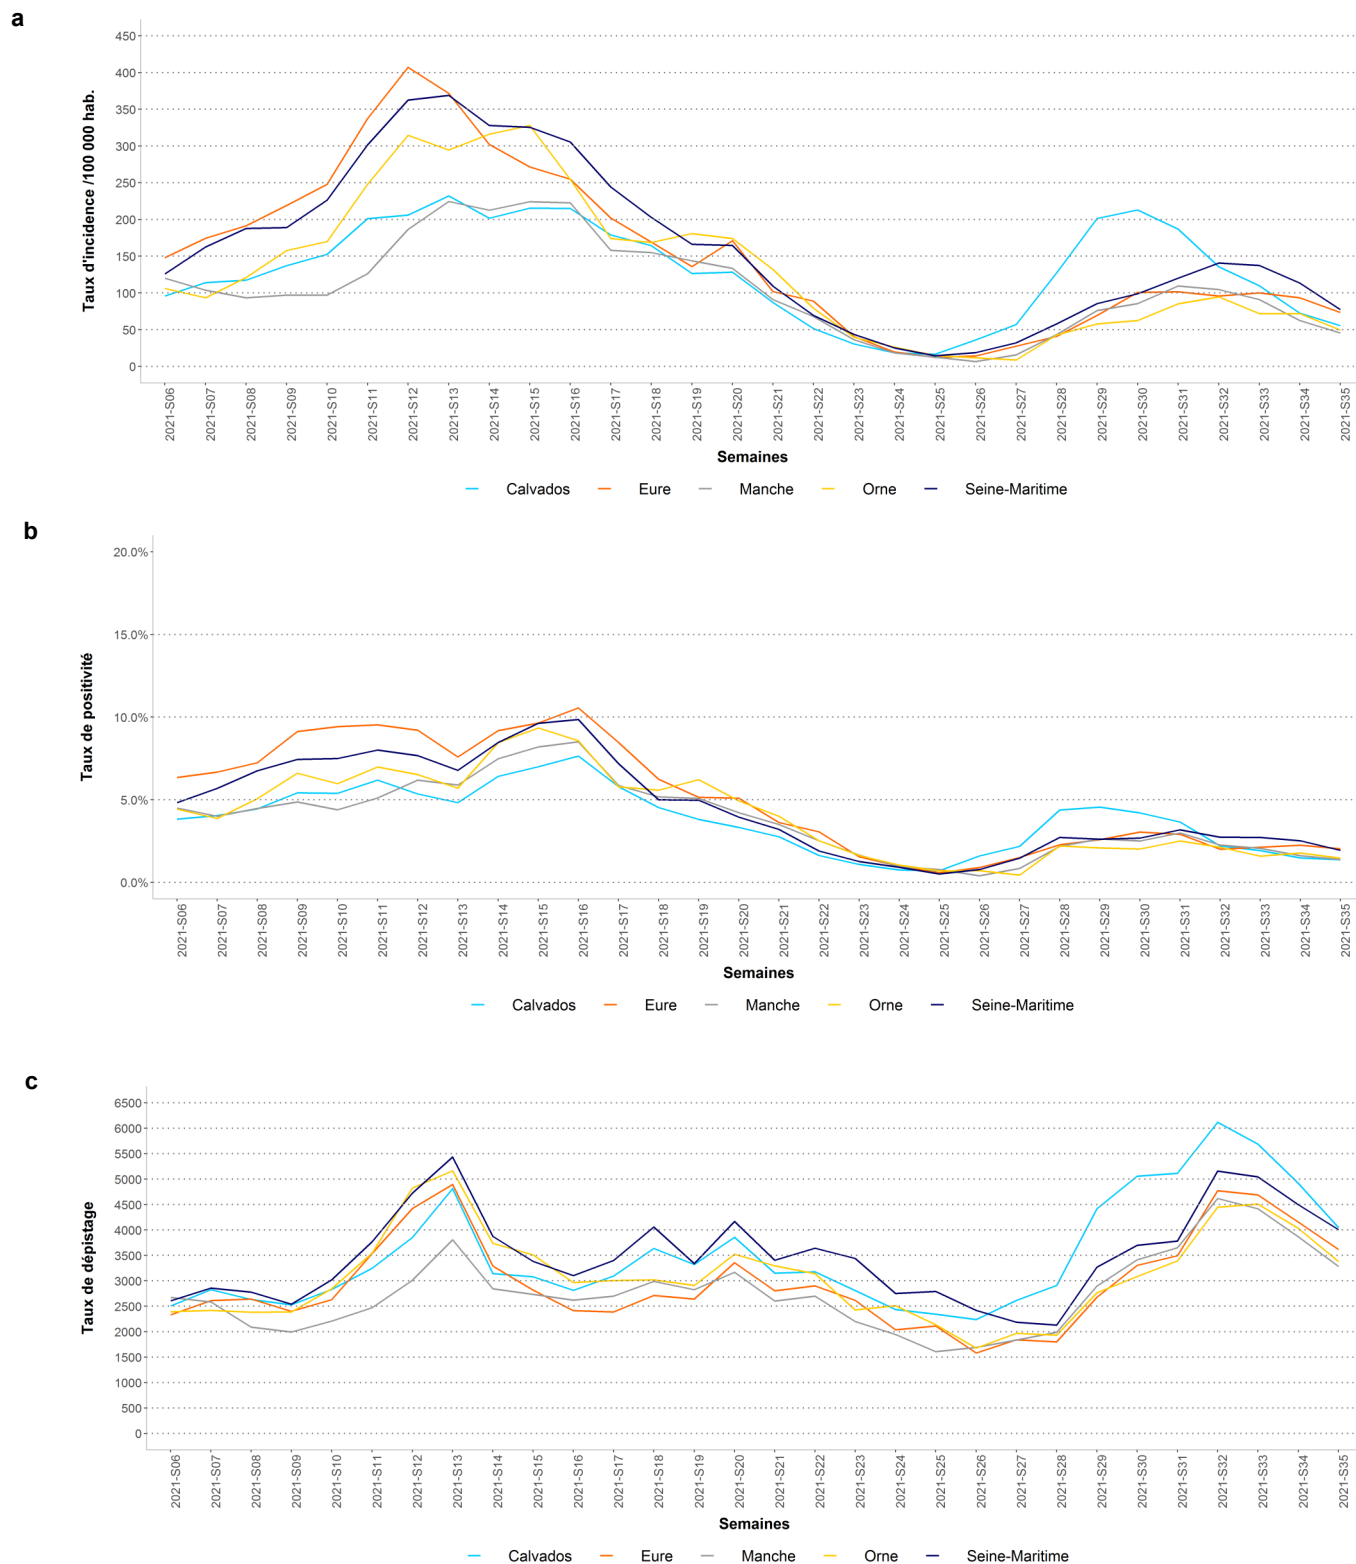 a
Taux d'incidence /100 000 hab.
450
400
350
300
250
200
150
100
50
0
2021-S06 2021-S07 2021-S08 2021-S09 2021-S10 2021-S11 2021-S12 2021-S13 2021-S14 2021-S15 2021-S16 2021-S17 2021-S18 2021-S19 2021-S20 2021-S21 2021-S22 2021-S23 2021-S24 2021-S25 2021-S26 2021-S27 2021-S28 2021-S29 2021-S30 2021-S31 2021-S32 2021-S33 2021-S34 2021-S35
Semaines
Calvados Eure Manche Orne Seine-Maritime
b
Taux de positivité
20.0%
15.0%
10.0%
5.0%
0.0%
2021-S06 2021-S07 2021-S08 2021-S09 2021-S10 2021-S11 2021-S12 2021-S13 2021-S14 2021-S15 2021-S16 2021-S17 2021-S18 2021-S19 2021-S20 2021-S21 2021-S22 2021-S23 2021-S24 2021-S25 2021-S26 2021-S27 2021-S28 2021-S29 2021-S30 2021-S31 2021-S32 2021-S33 2021-S34 2021-S35
Semaines
Calvados Eure Manche Orne Seine-Maritime
c
Taux de dépistage
6500
6000
5500
5000
4500
4000
3500
3000
2500
2000
1500
1000
500
0
2021-S06 2021-S07 2021-S08 2021-S09 2021-S10 2021-S11 2021-S12 2021-S13 2021-S14 2021-S15 2021-S16 2021-S17 2021-S18 2021-S19 2021-S20 2021-S21 2021-S22 2021-S23 2021-S24 2021-S25 2021-S26 2021-S27 2021-S28 2021-S29 2021-S30 2021-S31 2021-S32 2021-S33 2021-S34 2021-S35
Semaines
Calvados Eure Manche Orne Seine-Maritime